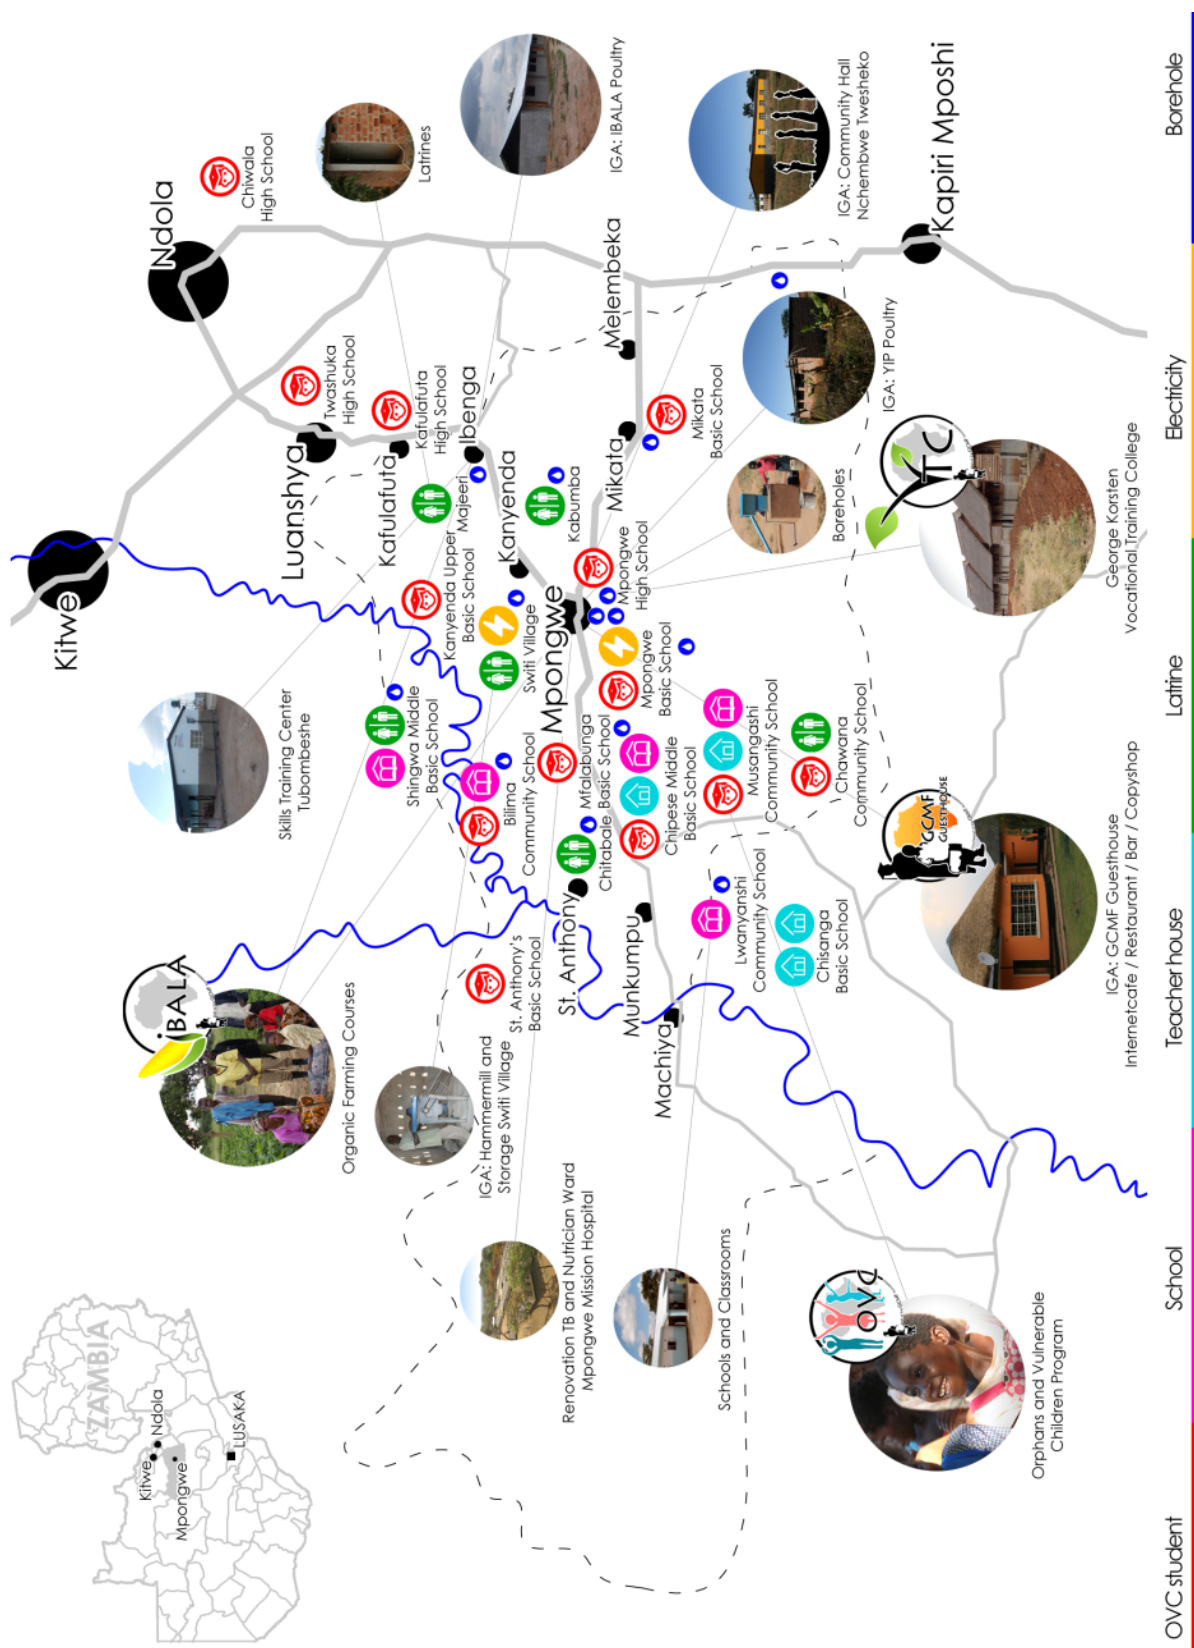 ZAMBIA
Kitwe
Ndola
Mpongwe
LUSAKA
iBALA
Organic Farming Courses
Skills Training Center
Tubombeshe
Kitwe
Ndola
Chiwala
High School
Latrines
IGA: IBALA Poultry
Luanshya
Twashuka
High School
Kafulafuta
Kafulafuta
High School
Ibenga
Majeeri
Kanyenda Upper
Basic School
Kanyenda
Kabumba
Shingwa Middle
Basic School
Switi Village
Bilima
Community School
IGA: Hammermill and
Storage Switi Village
St. Anthony's
Basic School
St. Anthony
Mfalabunga
Chitabale Basic School
Mpongwe
Mpongwe
High School
Mpongwe
Basic School
Mikata
Mikata
Basic School
Melembeka
IGA: Community Hall
Nchembwe Twesheko
Kapiri Mposhi
Renovation TB and Nutrician Ward
Mpongwe Mission Hospital
Munkumpu
Machiya
Chipese Middle
Basic School
Musangashi
Community School
Lwanyanshi
Community School
Chisanga
Basic School
Chawana
Community School
Boreholes
IGA: YIP Poultry
Schools and Classrooms
OVC
Orphans and Vulnerable
Children Program
GCMF
GUESTHOUSE
IGA: GCMF Guesthouse
Internetcafe / Restaurant / Bar / Copyshop
YTC
George Korsten
Vocational Training College
OVC student
School
Teacherhouse
Latrine
Electricity
Borehole